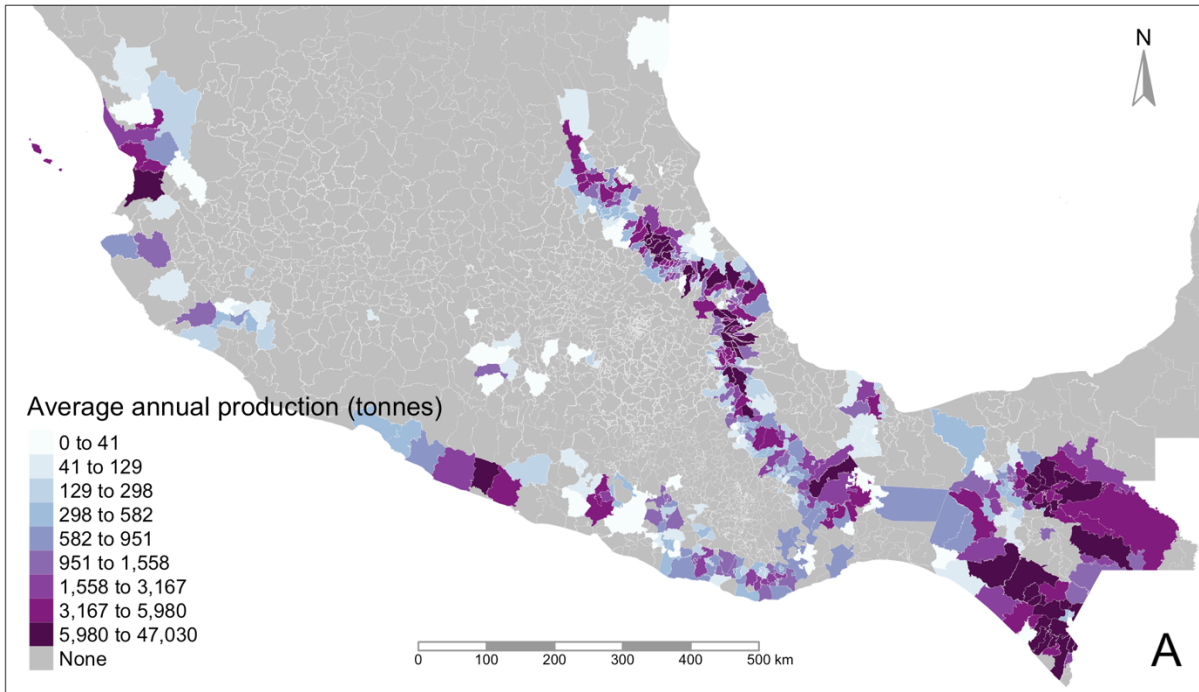 N
Average annual production (tonnes)
0 to 41
41 to 129
129 to 298
298 to 582
582 to 951
951 to 1,558
1,558 to 3,167
3,167 to 5,980
5,980 to 47,030
None
0 100 200 300 400 500 km
A